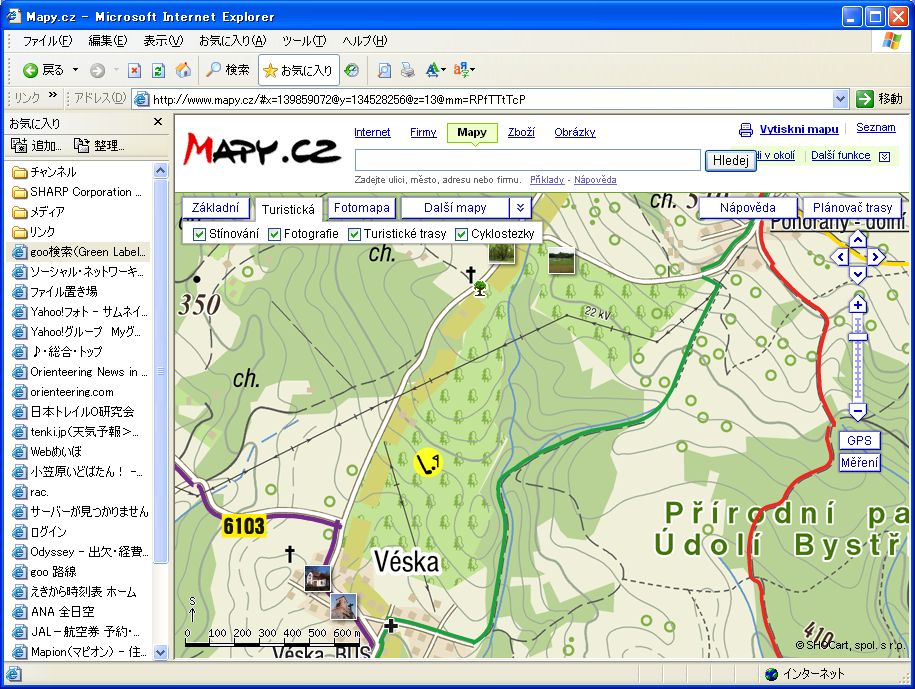 Mapy.cz - Microsoft Internet Explorer
ファイル(F) 編集(E) 表示(V) お気に入り(A) ツール(T) ヘルプ(H)
戻る 検索 お気に入り
リンク » アドレス(D) http://www.mapy.cz/#x=139859072@y=134528256@z=13@mm=RPfTTtTcP 移動
お気に入り
追加... 整理...
チャンネル
SHARP Corporation ...
メディア
リンク
goo検索(Green Label...
ソーシャル・ネットワーキ...
ファイル置き場
Yahoo!フォト - サムネイ...
Yahoo!グループ Myグ...
♪・総合・トップ
Orienteering News in ...
orienteering.com
日本トレイルO研究会
tenki.jp(天気予報>...
Webめいぼ
小笠原いどばたん! -...
rac.
サーバーが見つかりません
ログイン
Odyssey - 出欠・経費...
goo 路線
えきから時刻表 ホーム
ANA 全日空
JAL－航空券 予約・...
Mapion(マピオン) - 住...
MAPY.CZ
Internet Firmy Mapy Zboží Obrázky
Vytiskni mapu Seznam
Hledej
di v okolí Další funkce
Zadejte ulici, město, adresu nebo firmu. Příklady - Nápověda
Základní Turistická Fotomapa Další mapy
Nápověda Plánovač trasy
Stínování Fotografie Turistické trasy Cyklostezky
ch. 570
Pohořany - dolní
ch.
350
22 kV
ch.
GPS
Měření
6103
Přírodní pa
Údolí Bystř
Véska
S
0 100 200 300 400 500 600 m
410
© SHOCart, spol. s r.o.
Véska BUS
インターネット